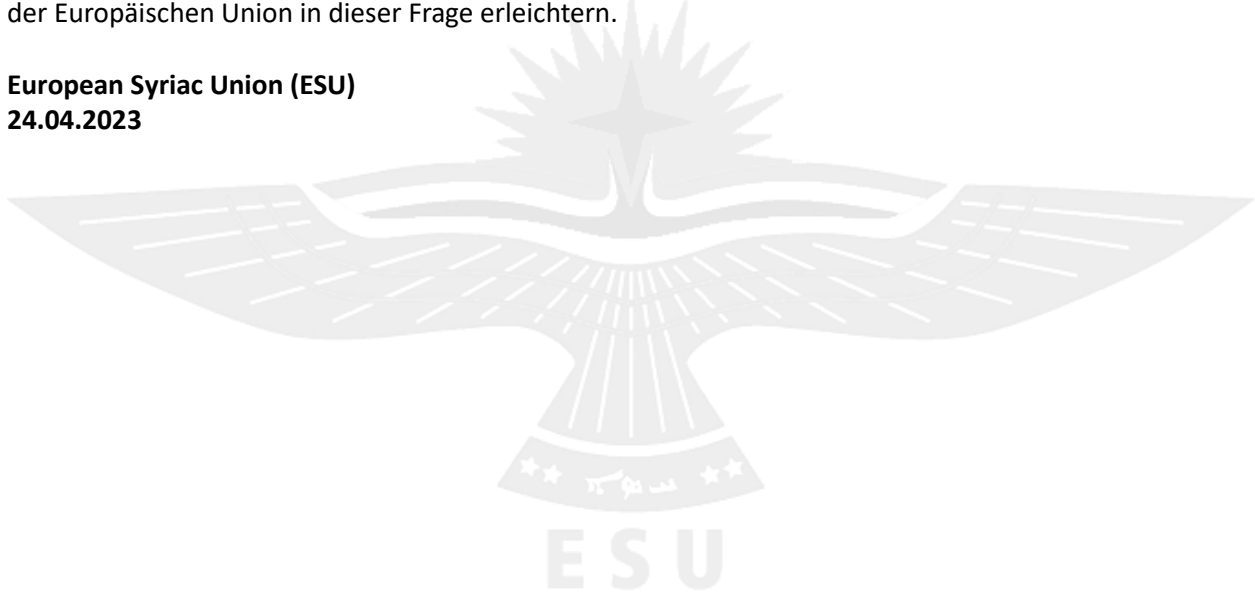 der Europäischen Union in dieser Frage erleichtern.
European Syriac Union (ESU)
24.04.2023
ESU